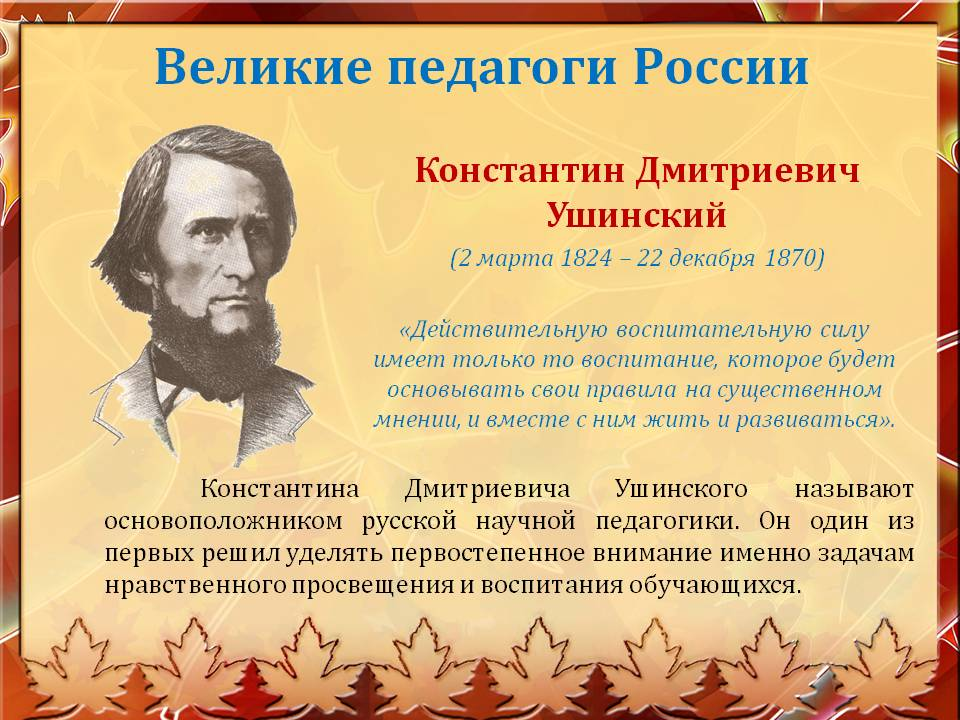 Великие педагоги России
Константин Дмитриевич
Ушинский
(2 марта 1824 – 22 декабря 1870)
«Действительную воспитательную силу
имеет только то воспитание, которое будет
основывать свои правила на существенном
мнении, и вместе с ним жить и развиваться».
Константина Дмитриевича Ушинского называют
основоположником русской научной педагогики. Он один из
первых решил уделять первостепенное внимание именно задачам
нравственного просвещения и воспитания обучающихся.